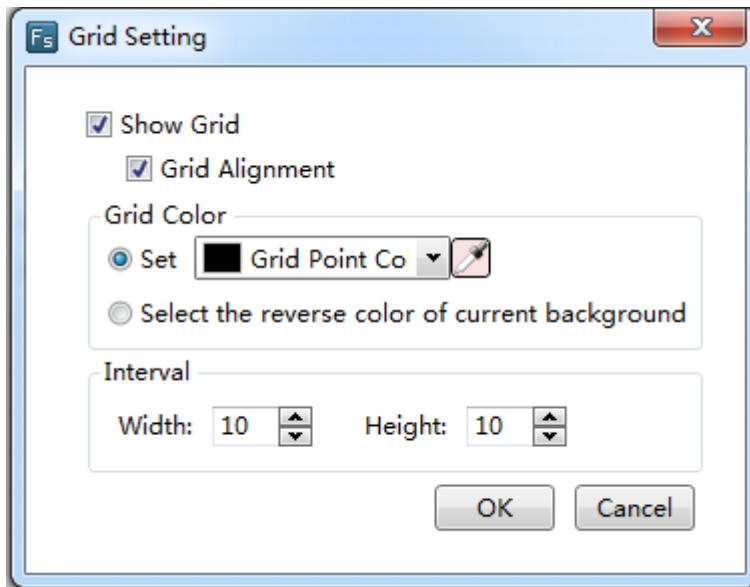 Fs Grid Setting
Show Grid
Grid Alignment
Grid Color
Set Grid Point Co
Select the reverse color of current background
Interval
Width: 10 Height: 10
OK Cancel